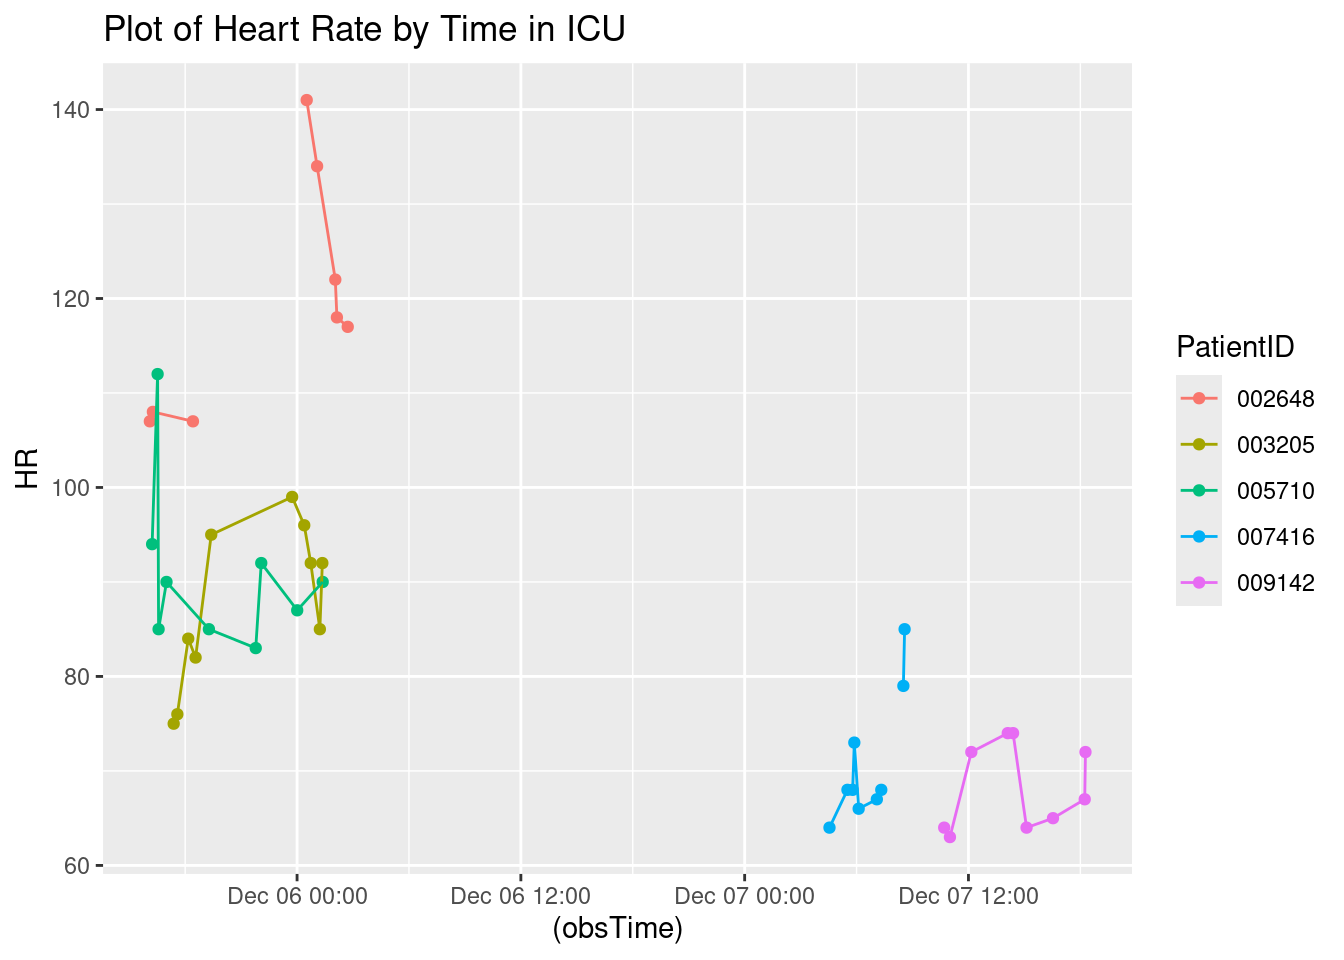 Plot of Heart Rate by Time in ICU
HR
140
120
100
80
60
Dec 06 00:00
Dec 06 12:00
Dec 07 00:00
Dec 07 12:00
(obsTime)
PatientID
002648
003205
005710
007416
009142